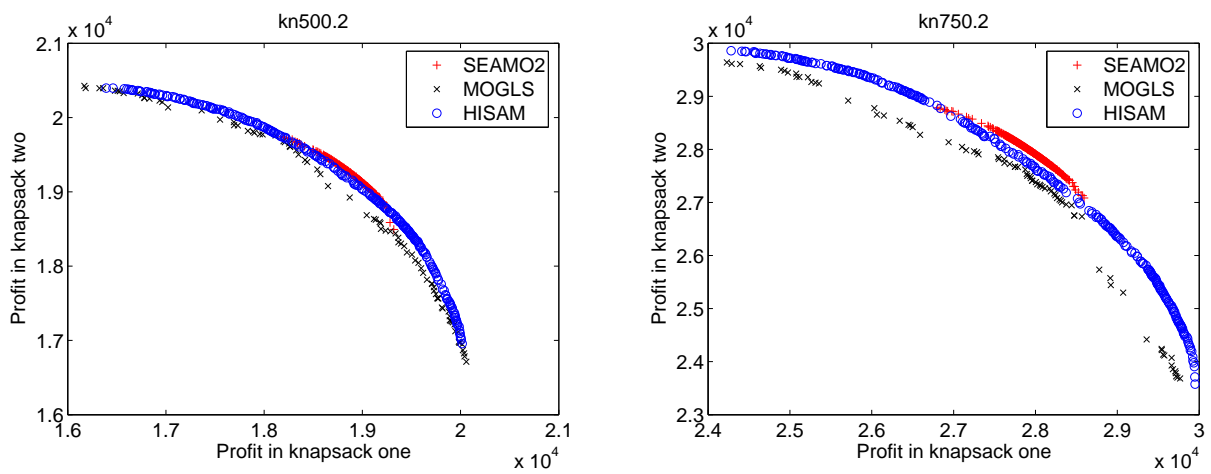 kn500.2
x 10^4
2.1
2
1.9
1.8
1.7
1.6
Profit in knapsack two
SEAMO2
MOGLS
HISAM
1.6 1.7 1.8 1.9 2 2.1
Profit in knapsack one
x 10^4
kn750.2
x 10^4
3
2.9
2.8
2.7
2.6
2.5
2.4
2.3
Profit in knapsack two
SEAMO2
MOGLS
HISAM
2.4 2.5 2.6 2.7 2.8 2.9 3
Profit in knapsack one
x 10^4